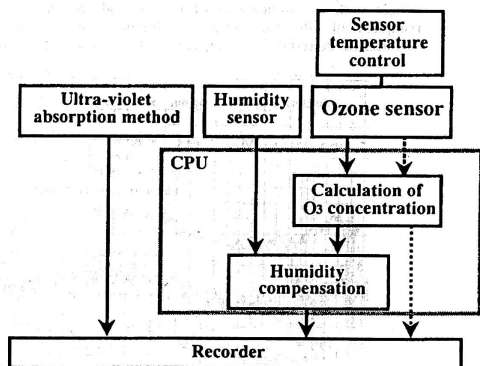 Sensor
temperature
control
Ultra-violet
absorption method
Humidity
sensor
Ozone sensor
CPU
Calculation of
O3 concentration
Humidity
compensation
Recorder